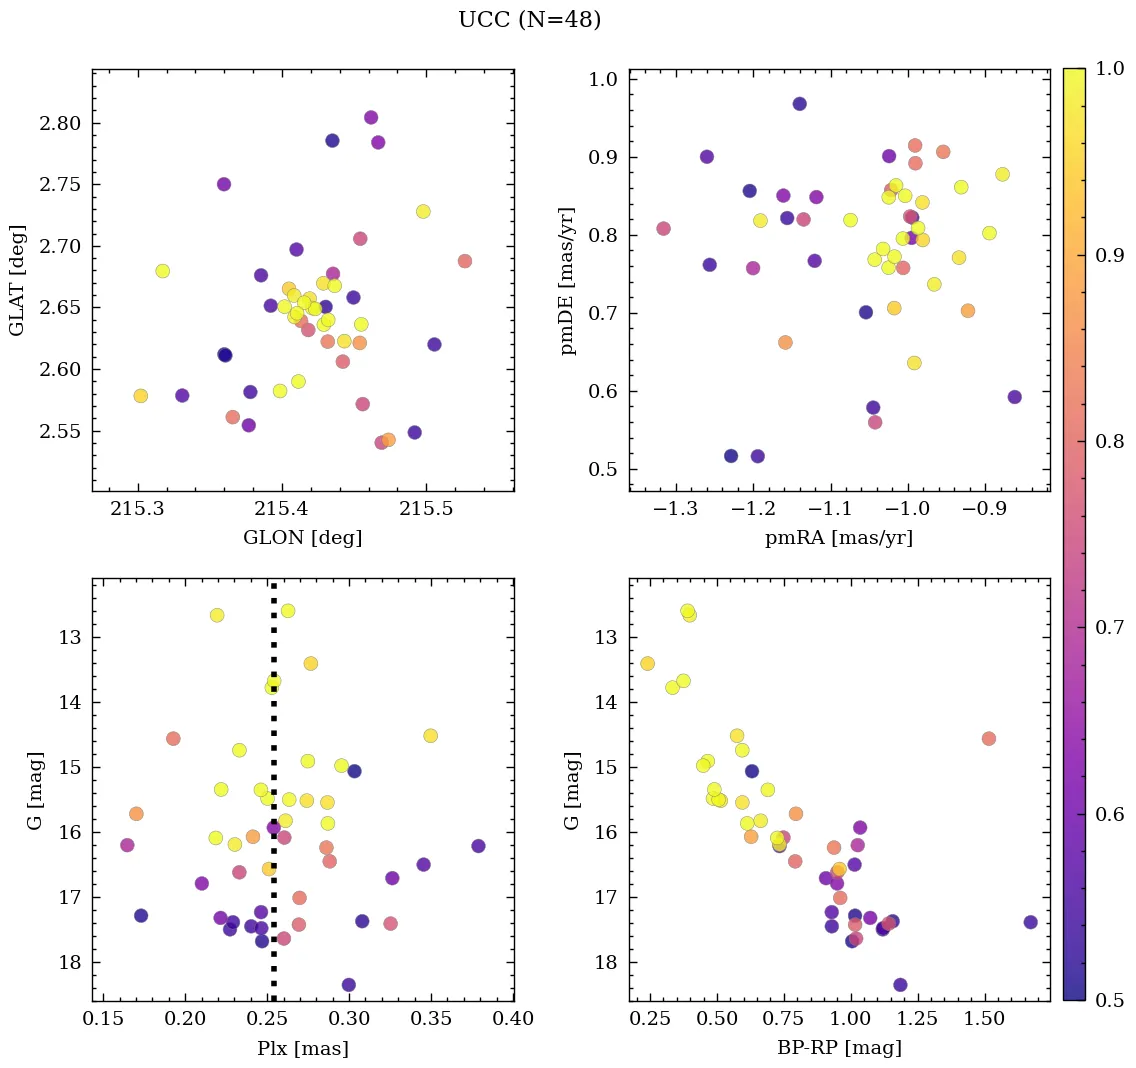 UCC (N=48)
2.80
2.75
2.70
2.65
2.60
2.55
GLAT [deg]
215.3 215.4 215.5
GLON [deg]
1.0
0.9
0.8
0.7
0.6
0.5
pmDE [mas/yr]
−1.3 −1.2 −1.1 −1.0 −0.9
pmRA [mas/yr]
13
14
15
16
17
18
G [mag]
0.15 0.20 0.25 0.30 0.35 0.40
Plx [mas]
13
14
15
16
17
18
G [mag]
0.25 0.50 0.75 1.00 1.25 1.50
BP-RP [mag]
1.0
0.9
0.8
0.7
0.6
0.5